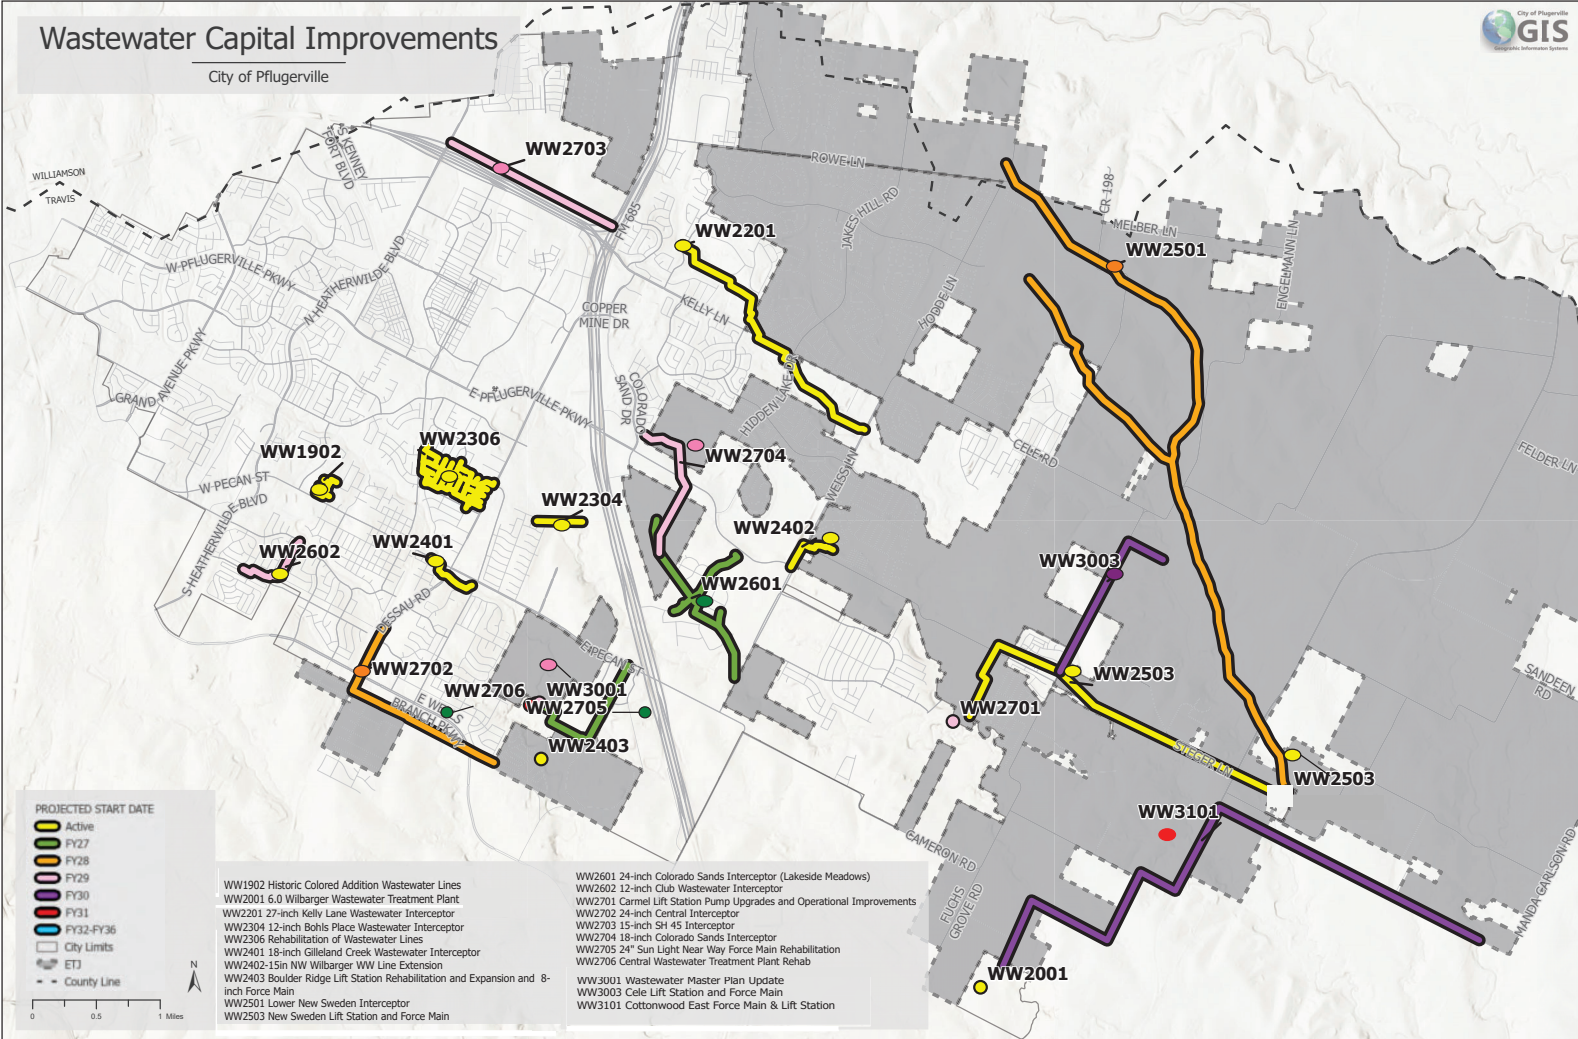 Wastewater Capital Improvements
City of Pflugerville
City of Pflugerville
GIS
Geographic Information Systems
WILLIAMSON
TRAVIS
FORT BLVD
WW2703
FM 685
ROWE LN
JAKES HILL RD
CR-198
MELBER LN
ENGELMANN LN
WW2201
WW2501
W PFLUGERVILLE PKWY
N HEATHERWILDE BLVD
COPPER
MINE DR
KELLY LN
HODDE LN
GRAND AVENUE PKWY
E PFLUGERVILLE PKWY
COLORADO
SAND DR
HIDDEN LAKE DR
WEISS LN
CELE RD
FELDER LN
WW1902
WW2306
WW2704
W PECAN ST
S HEATHERWILDE BLVD
WW2304
WW2402
WW2602
WW2401
WW2601
WW3003
DESSAU RD
E PECAN ST
WW2702
WW2706
WW3001
WW2705
E WELLS
BRANCH PKWY
WW2403
WW2503
WW2701
SANDEEN
RD
STEGER LN
WW2503
WW3101
CAMERON RD
FUCHS
GROVE RD
MANDA CARLSON RD
WW2001
PROJECTED START DATE
Active
FY27
FY28
FY29
FY30
FY31
FY32-FY36
City Limits
ETJ
County Line
N
0 0.5 1 Miles
WW1902 Historic Colored Addition Wastewater Lines
WW2001 6.0 Wilbarger Wastewater Treatment Plant
WW2201 27-inch Kelly Lane Wastewater Interceptor
WW2304 12-inch Bohls Place Wastewater Interceptor
WW2306 Rehabilitation of Wastewater Lines
WW2401 18-inch Gilleland Creek Wastewater Interceptor
WW2402-15in NW Wilbarger WW Line Extension
WW2403 Boulder Ridge Lift Station Rehabilitation and Expansion and 8-
inch Force Main
WW2501 Lower New Sweden Interceptor
WW2503 New Sweden Lift Station and Force Main
WW2601 24-inch Colorado Sands Interceptor (Lakeside Meadows)
WW2602 12-inch Club Wastewater Interceptor
WW2701 Carmel Lift Station Pump Upgrades and Operational Improvements
WW2702 24-inch Central Interceptor
WW2703 15-inch SH 45 Interceptor
WW2704 18-inch Colorado Sands Interceptor
WW2705 24" Sun Light Near Way Force Main Rehabilitation
WW2706 Central Wastewater Treatment Plant Rehab
WW3001 Wastewater Master Plan Update
WW3003 Cele Lift Station and Force Main
WW3101 Cottonwood East Force Main & Lift Station